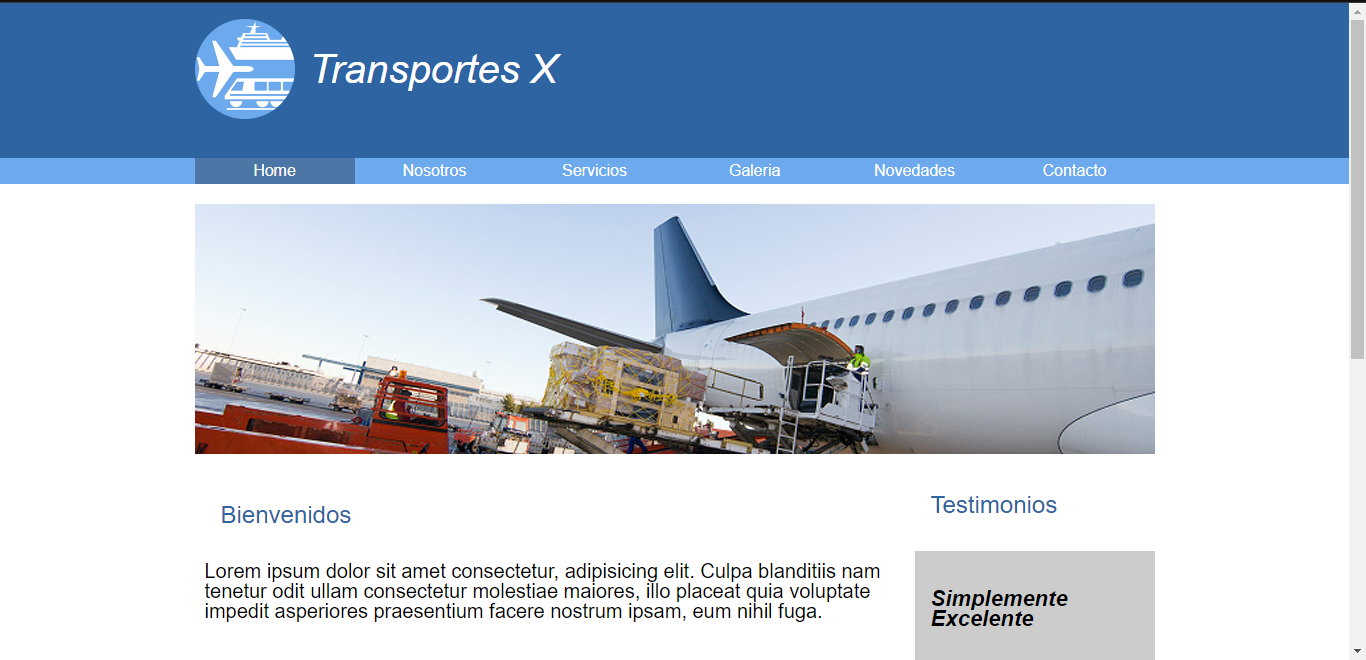 Transportes X
Home Nosotros Servicios Galeria Novedades Contacto
Bienvenidos
Lorem ipsum dolor sit amet consectetur, adipisicing elit. Culpa blanditiis nam
tenetur odit ullam consectetur molestiae maiores, illo placeat quia voluptate
impedit asperiores praesentium facere nostrum ipsam, eum nihil fuga.
Testimonios
Simplemente
Excelente